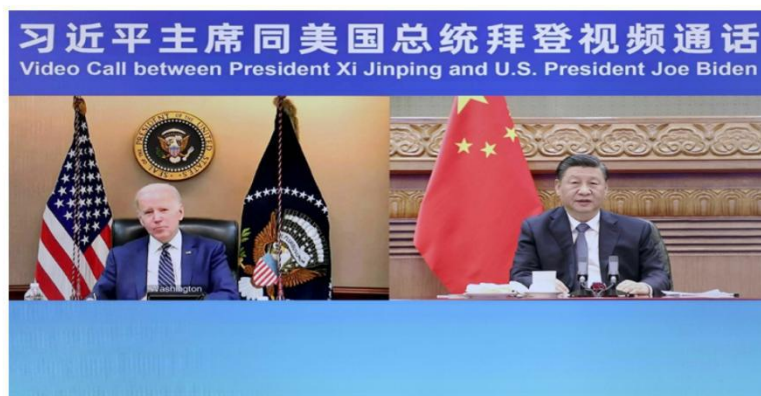 习近平主席同美国总统拜登视频通话
Video Call between President Xi Jinping and U.S. President Joe Biden
Washington